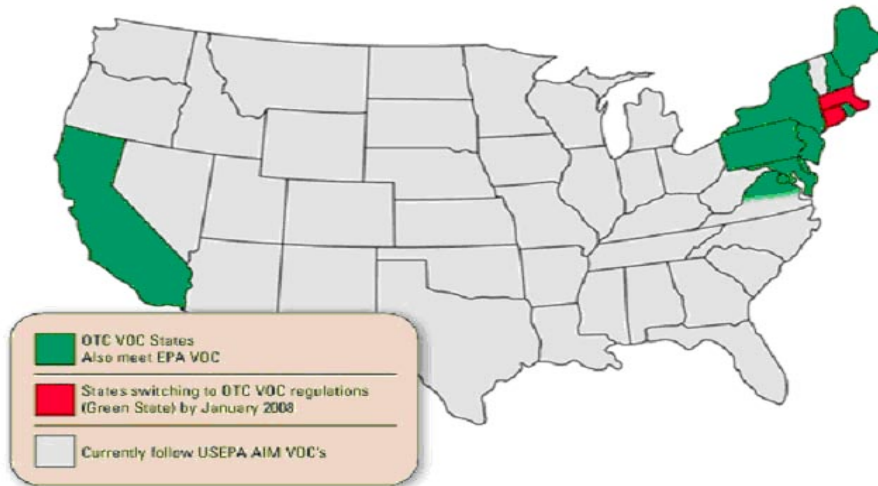 OTC VOC States
Also meet EPA VOC
States switching to OTC VOC regulations
(Green State) by January 2008
Currently follow USEPA AIM VOC's